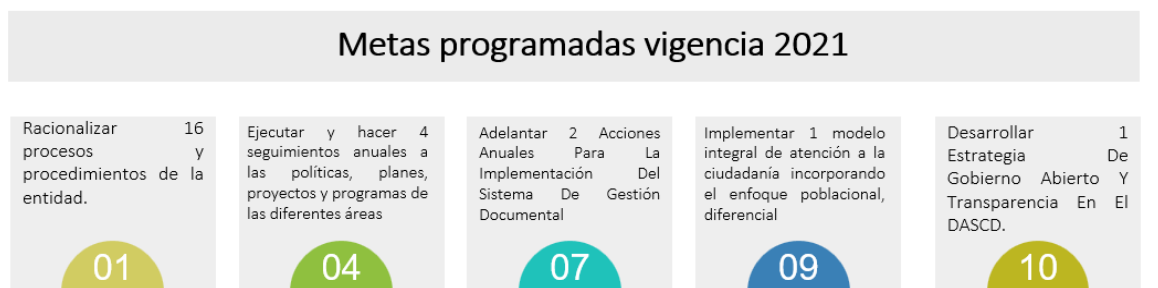 Metas programadas vigencia 2021
Racionalizar 16
procesos y
procedimientos de la
entidad.
01
Ejecutar y hacer 4
seguimientos anuales a
las políticas, planes,
proyectos y programas de
las diferentes áreas
04
Adelantar 2 Acciones
Anuales Para La
Implementación Del
Sistema De Gestión
Documental
07
Implementar 1 modelo
integral de atención a la
ciudadanía incorporando
el enfoque poblacional,
diferencial
09
Desarrollar 1
Estrategia De
Gobierno Abierto Y
Transparencia En El
DASCD.
10